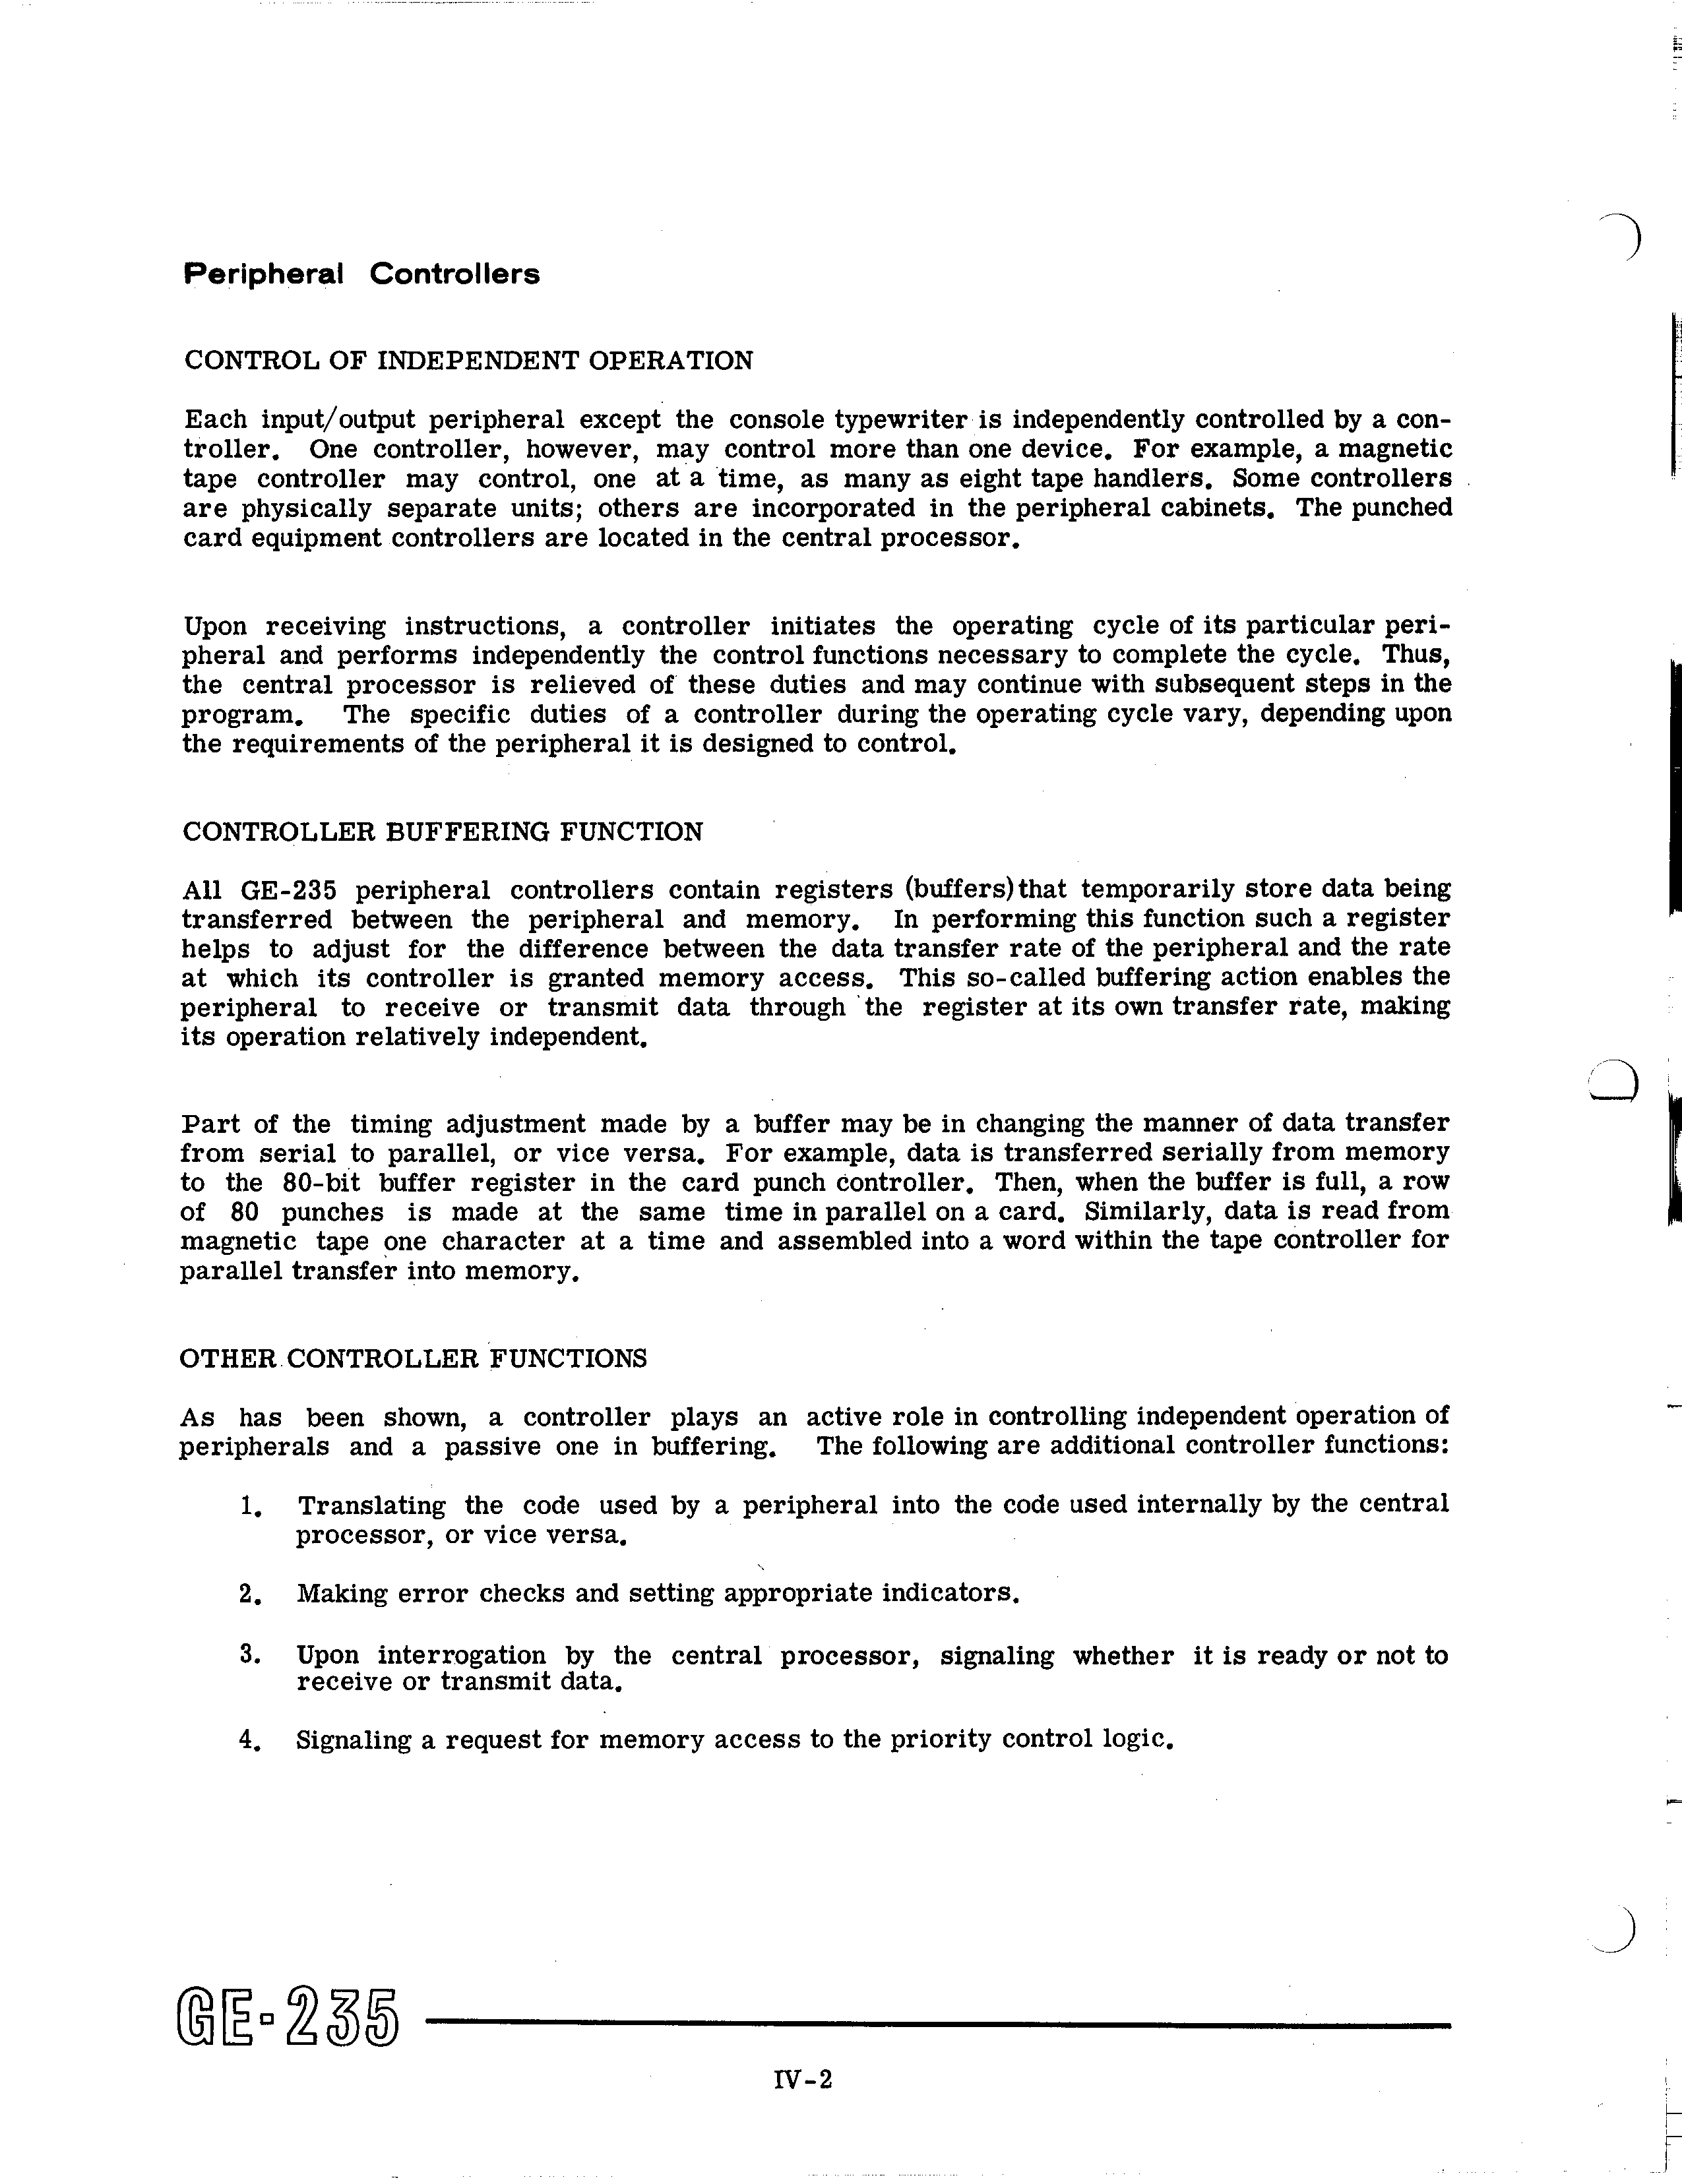 Peripheral Controllers
CONTROL OF INDEPENDENT OPERATION
Each input/output peripheral except the console typewriter is independently controlled by a con-
troller. One controller, however, may control more than one device. For example, a magnetic
tape controller may control, one at a time, as many as eight tape handlers. Some controllers
are physically separate units; others are incorporated in the peripheral cabinets. The punched
card equipment controllers are located in the central processor.
Upon receiving instructions, a controller initiates the operating cycle of its particular peri-
pheral and performs independently the control functions necessary to complete the cycle. Thus,
the central processor is relieved of these duties and may continue with subsequent steps in the
program. The specific duties of a controller during the operating cycle vary, depending upon
the requirements of the peripheral it is designed to control.
CONTROLLER BUFFERING FUNCTION
All GE-235 peripheral controllers contain registers (buffers)that temporarily store data being
transferred between the peripheral and memory. In performing this function such a register
helps to adjust for the difference between the data transfer rate of the peripheral and the rate
at which its controller is granted memory access. This so-called buffering action enables the
peripheral to receive or transmit data through the register at its own transfer rate, making
its operation relatively independent.
Part of the timing adjustment made by a buffer may be in changing the manner of data transfer
from serial to parallel, or vice versa. For example, data is transferred serially from memory
to the 80-bit buffer register in the card punch controller. Then, when the buffer is full, a row
of 80 punches is made at the same time in parallel on a card. Similarly, data is read from
magnetic tape one character at a time and assembled into a word within the tape controller for
parallel transfer into memory.
OTHER CONTROLLER FUNCTIONS
As has been shown, a controller plays an active role in controlling independent operation of
peripherals and a passive one in buffering. The following are additional controller functions:
1. Translating the code used by a peripheral into the code used internally by the central
processor, or vice versa.
2. Making error checks and setting appropriate indicators.
3. Upon interrogation by the central processor, signaling whether it is ready or not to
receive or transmit data.
4. Signaling a request for memory access to the priority control logic.
GE-235
IV-2